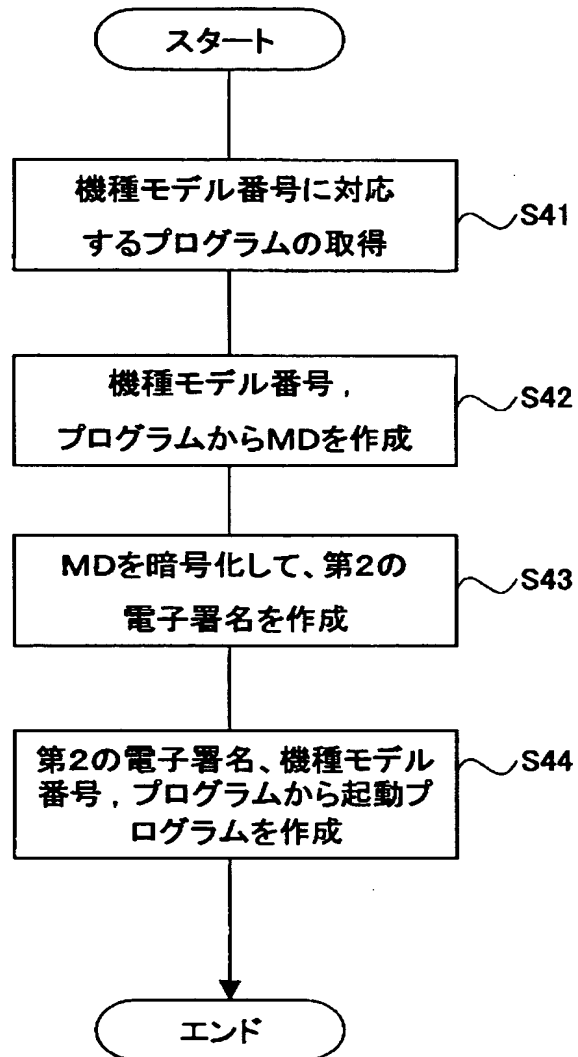 スタート
機種モデル番号に対応
するプログラムの取得
S41
機種モデル番号,
プログラムからMDを作成
S42
MDを暗号化して、第2の
電子署名を作成
S43
第2の電子署名、機種モデル
番号,プログラムから起動プ
ログラムを作成
S44
エンド